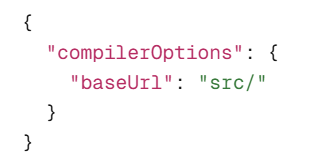 {
  "compilerOptions": {
    "baseUrl": "src/"
  }
}